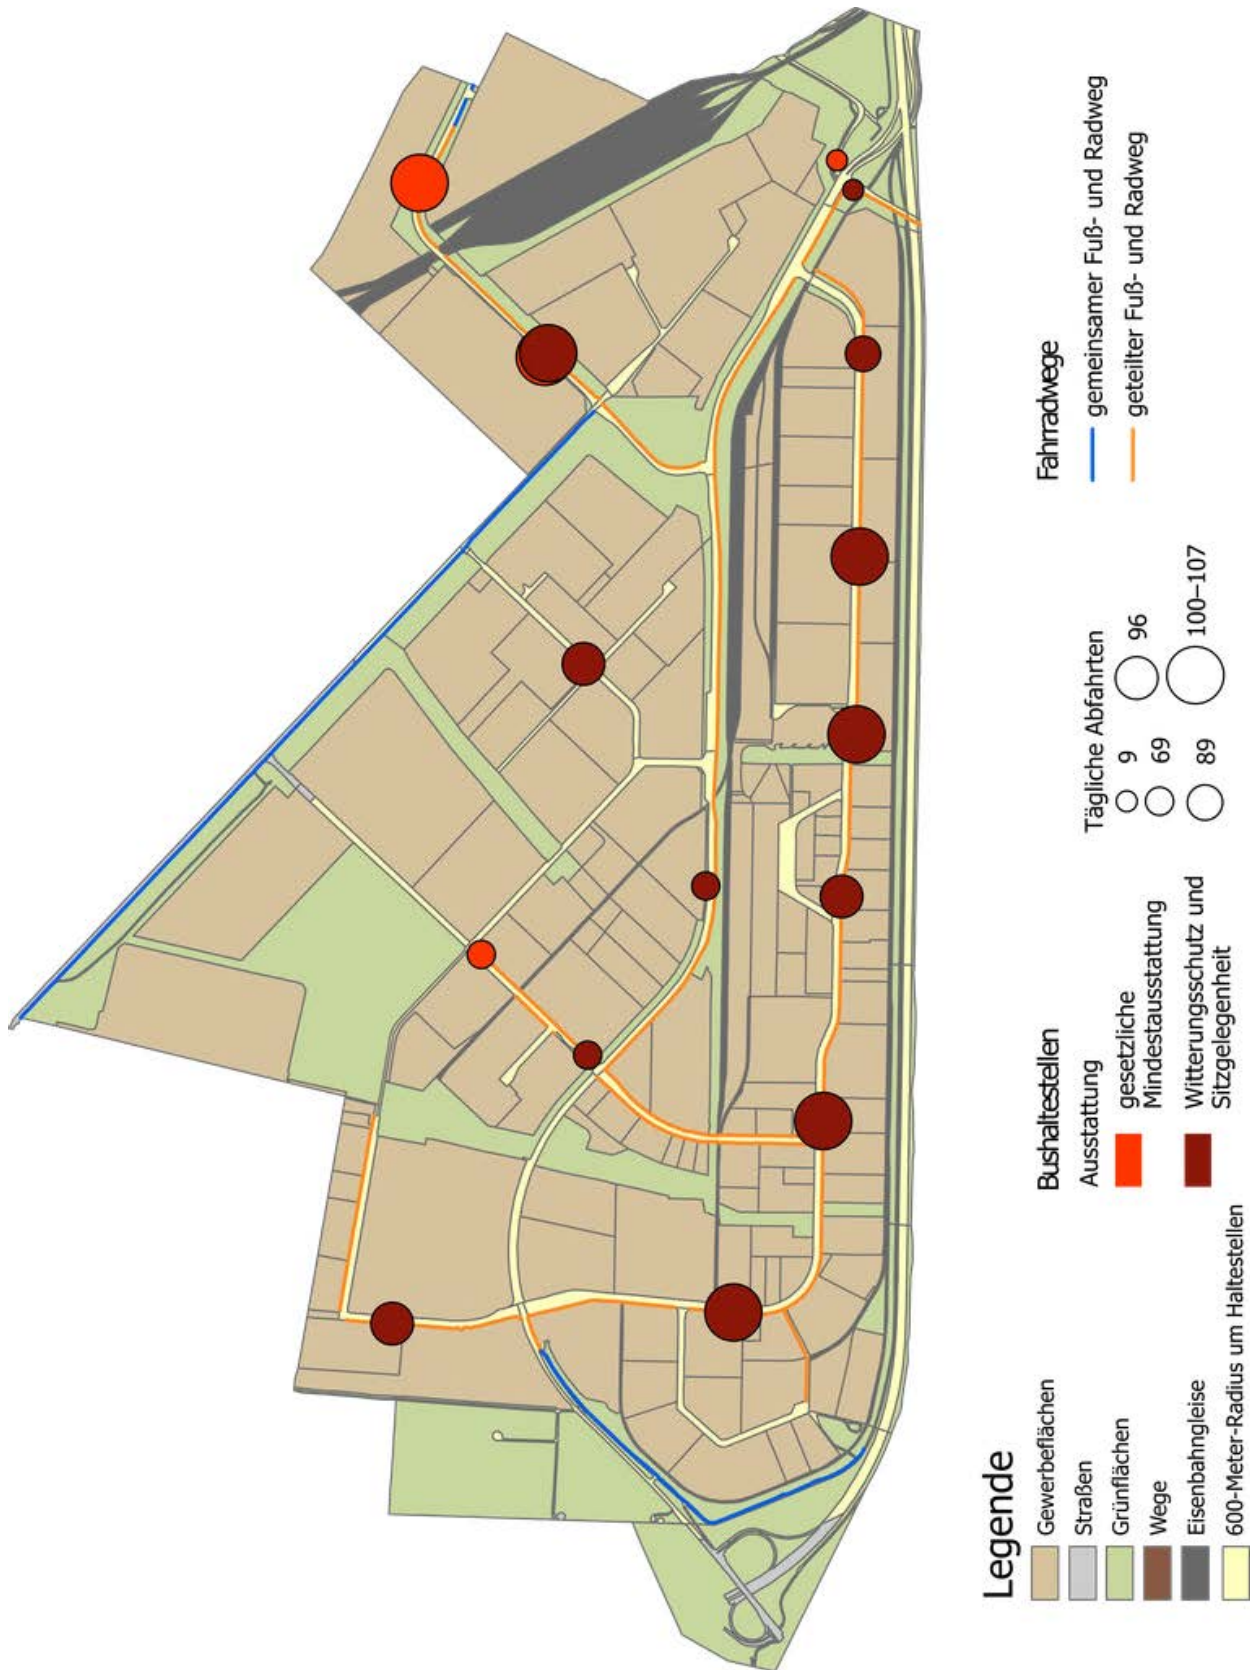 Legende
Gewerbeflächen
Straßen
Grünflächen
Wege
Eisenbahngleise
600-Meter-Radius um Haltestellen
Bushaltestellen
Ausstattung
gesetzliche
Mindestausstattung
Witterungsschutz und
Sitzgelegenheit
Tägliche Abfahrten
9
69
89
96
100–107
Fahrradwege
gemeinsamer Fuß- und Radweg
geteilter Fuß- und Radweg